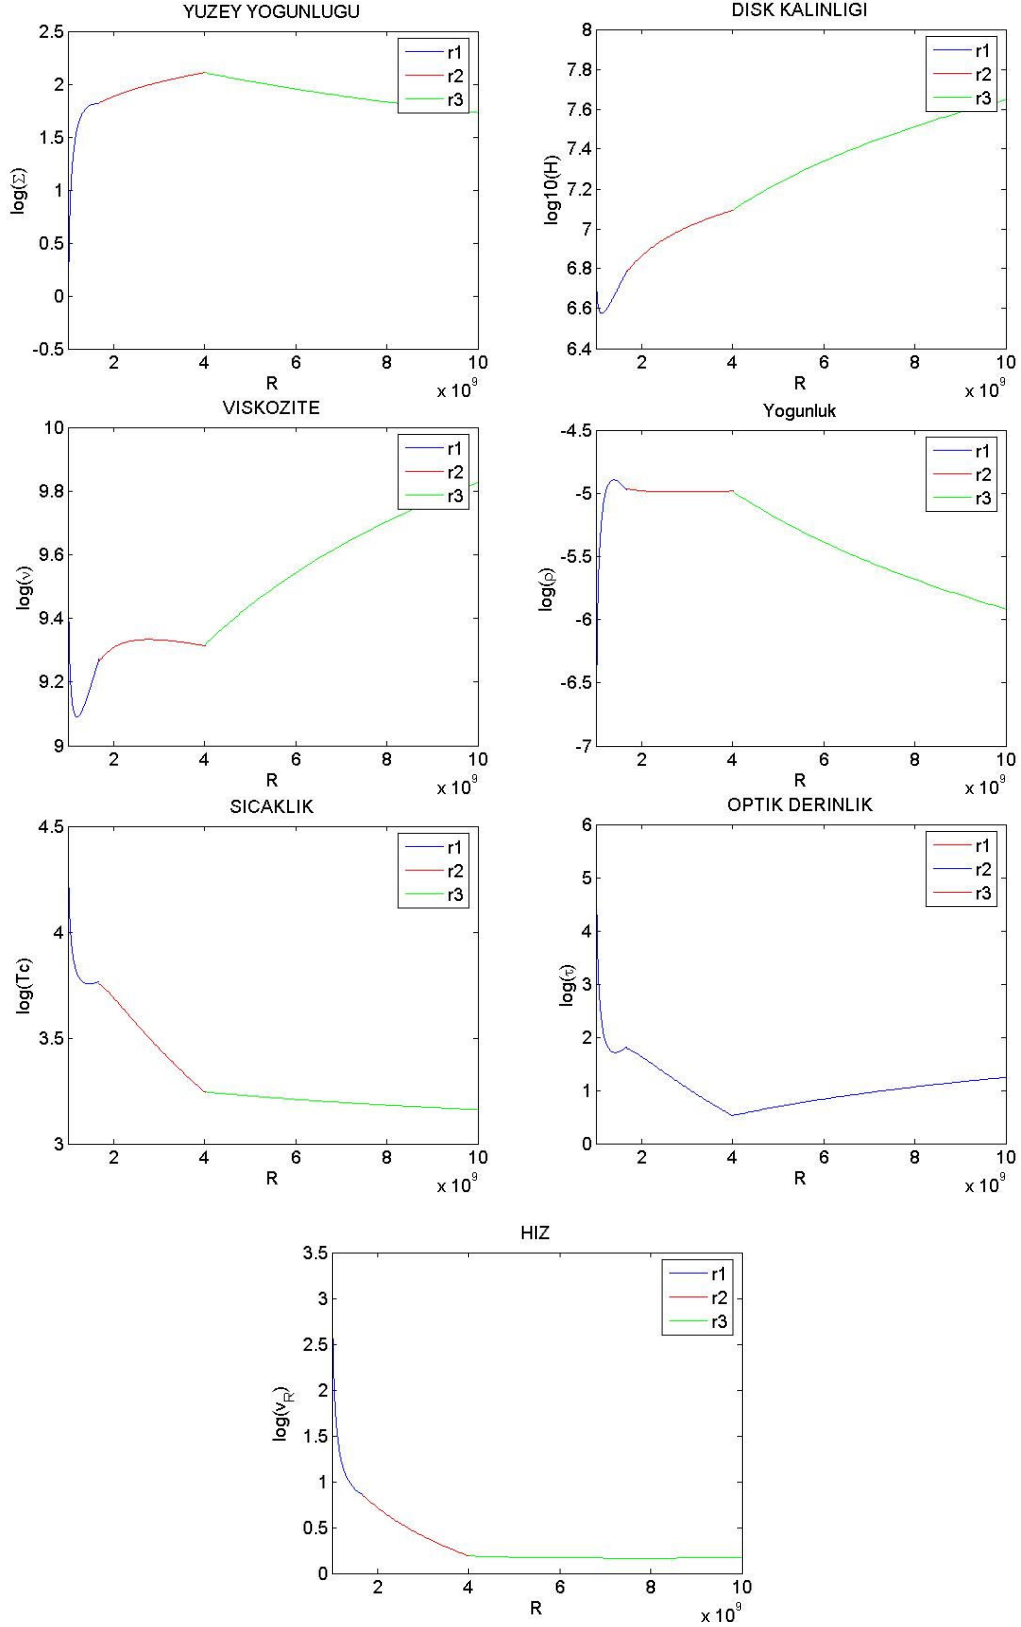 YUZEY YOGUNLUGU
2.5
2
1.5
1
0.5
0
-0.5
log(Σ)
r1
r2
r3
2 4 6 8 10
R
x 10^9
DISK KALINLIGI
8
7.8
7.6
7.4
7.2
7
6.8
6.6
6.4
log10(H)
r1
r2
r3
2 4 6 8 10
R
x 10^9
VISKOZITE
10
9.8
9.6
9.4
9.2
9
log(ν)
r1
r2
r3
2 4 6 8 10
R
x 10^9
Yogunluk
-4.5
-5
-5.5
-6
-6.5
-7
log(ρ)
r1
r2
r3
2 4 6 8 10
R
x 10^9
SICAKLIK
4.5
4
3.5
3
log(Tc)
r1
r2
r3
2 4 6 8 10
R
x 10^9
OPTIK DERINLIK
6
5
4
3
2
1
0
log(τ)
r1
r2
r3
2 4 6 8 10
R
x 10^9
HIZ
3.5
3
2.5
2
1.5
1
0.5
0
log(v_R)
r1
r2
r3
2 4 6 8 10
R
x 10^9